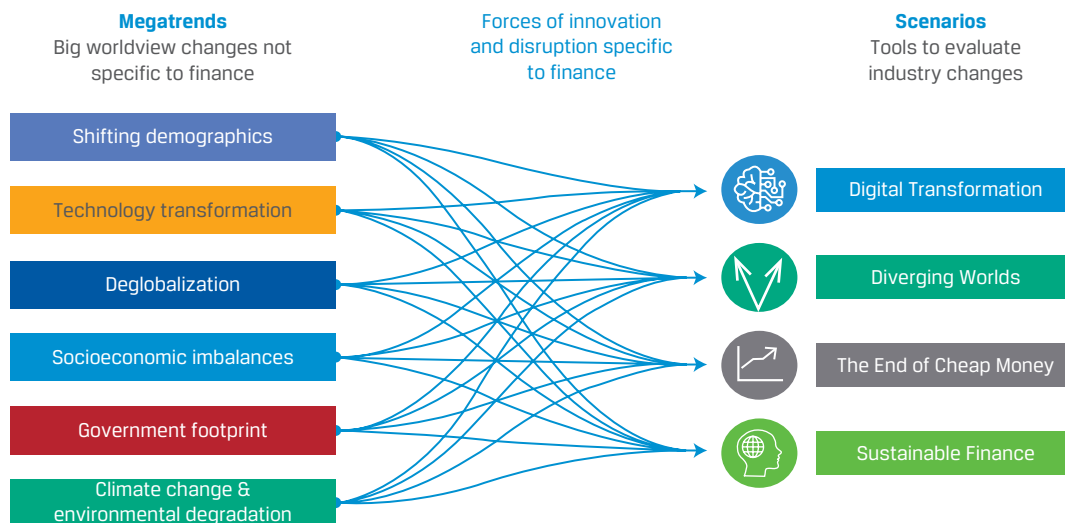 Megatrends
Big worldview changes not
specific to finance
Forces of innovation
and disruption specific
to finance
Scenarios
Tools to evaluate
industry changes
Shifting demographics
Technology transformation
Deglobalization
Socioeconomic imbalances
Government footprint
Climate change &
environmental degradation
Digital Transformation
Diverging Worlds
The End of Cheap Money
Sustainable Finance